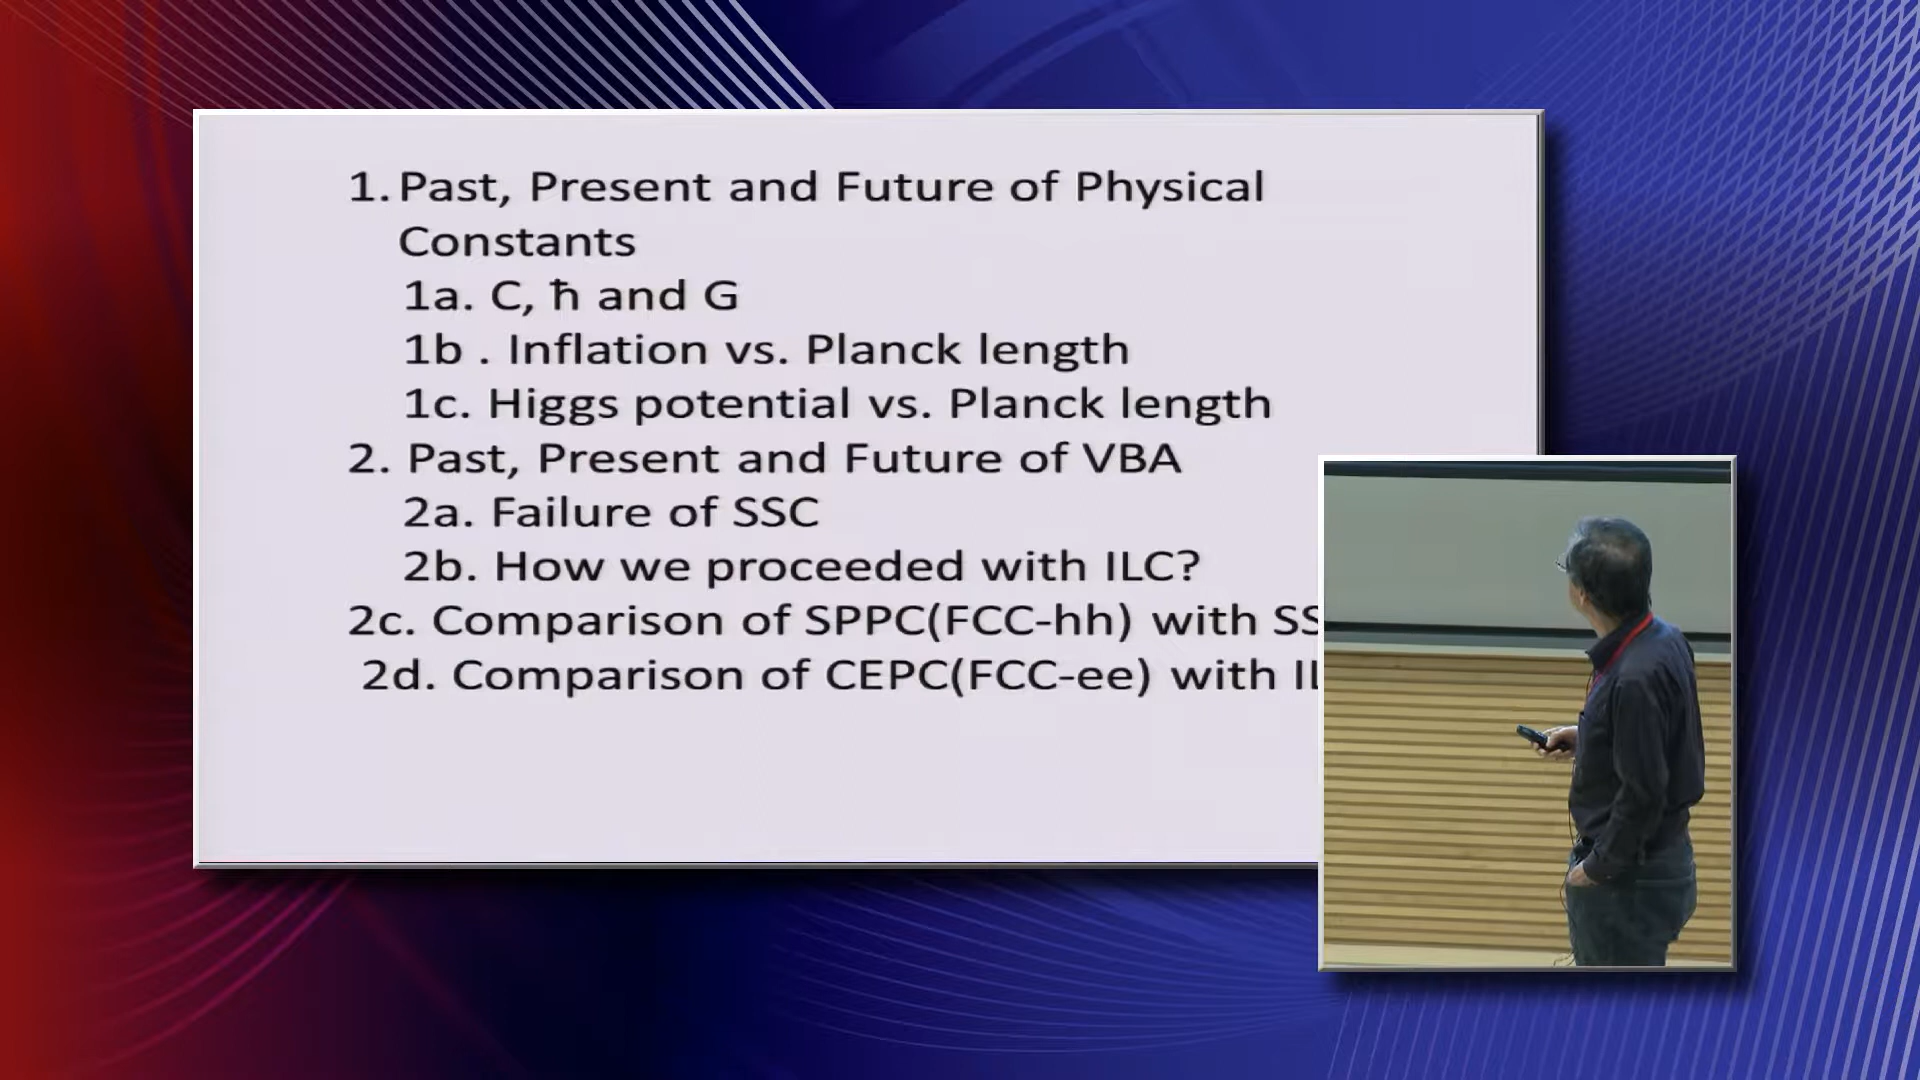 1. Past, Present and Future of Physical
Constants
1a. C, ħ and G
1b . Inflation vs. Planck length
1c. Higgs potential vs. Planck length
2. Past, Present and Future of VBA
2a. Failure of SSC
2b. How we proceeded with ILC?
2c. Comparison of SPPC(FCC-hh) with
2d. Comparison of CEPC(FCC-ee) with